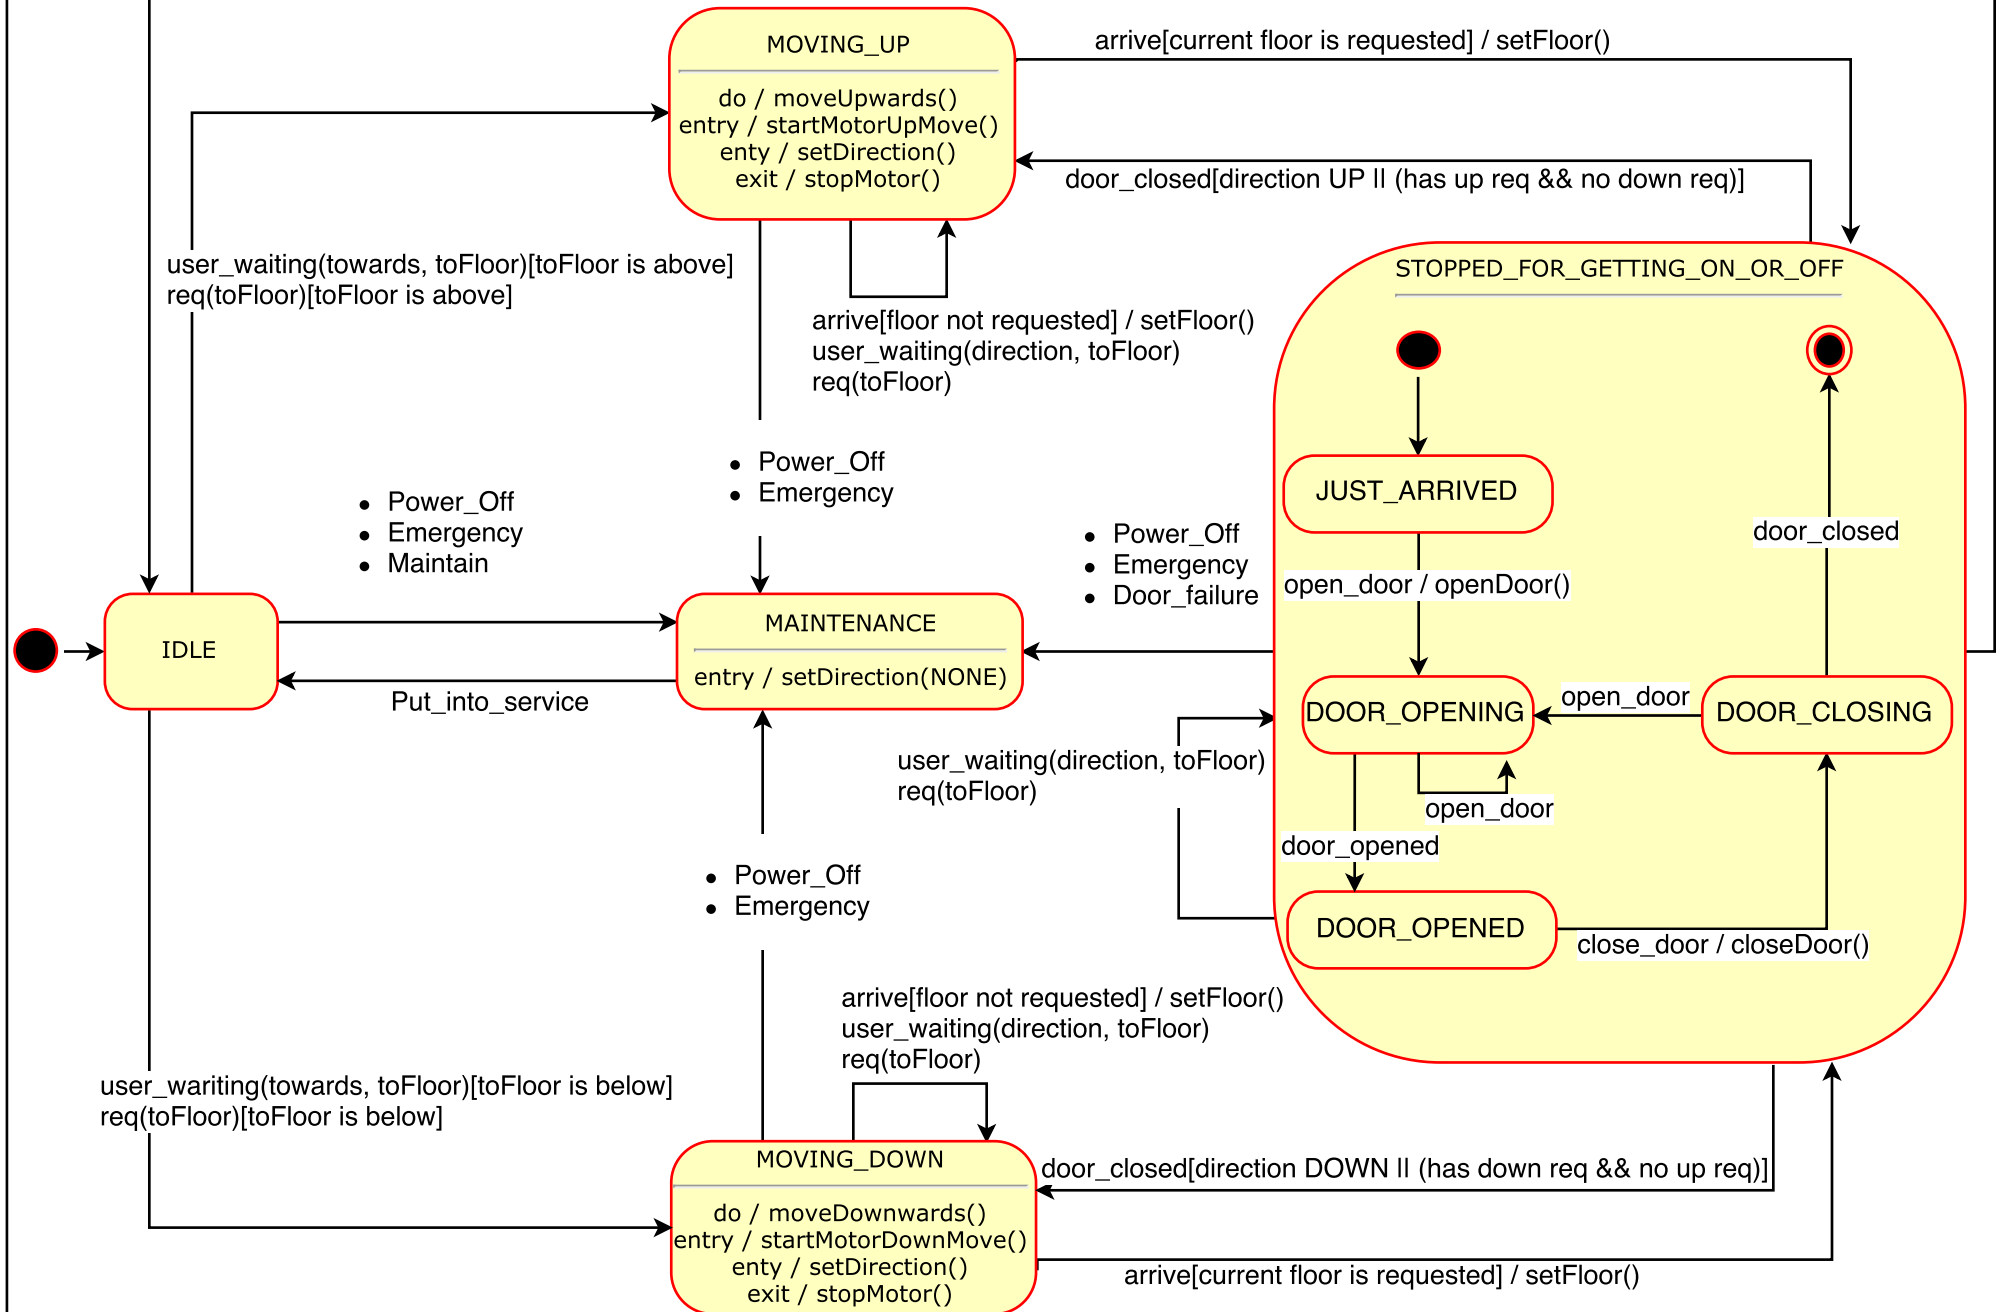 MOVING_UP
do / moveUpwards()
entry / startMotorUpMove()
enty / setDirection()
exit / stopMotor()
arrive[current floor is requested] / setFloor()
door_closed[direction UP || (has up req && no down req)]
user_waiting(towards, toFloor)[toFloor is above]
req(toFloor)[toFloor is above]
arrive[floor not requested] / setFloor()
user_waiting(direction, toFloor)
req(toFloor)
STOPPED_FOR_GETTING_ON_OR_OFF
JUST_ARRIVED
open_door / openDoor()
door_closed
• Power_Off
• Emergency
• Power_Off
• Emergency
• Maintain
• Power_Off
• Emergency
• Door_failure
IDLE
MAINTENANCE
entry / setDirection(NONE)
Put_into_service
DOOR_OPENING
open_door
DOOR_CLOSING
user_waiting(direction, toFloor)
req(toFloor)
open_door
door_opened
DOOR_OPENED
close_door / closeDoor()
• Power_Off
• Emergency
arrive[floor not requested] / setFloor()
user_waiting(direction, toFloor)
req(toFloor)
user_wariting(towards, toFloor)[toFloor is below]
req(toFloor)[toFloor is below]
door_closed[direction DOWN || (has down req && no up req)]
MOVING_DOWN
do / moveDownwards()
entry / startMotorDownMove()
enty / setDirection()
exit / stopMotor()
arrive[current floor is requested] / setFloor()